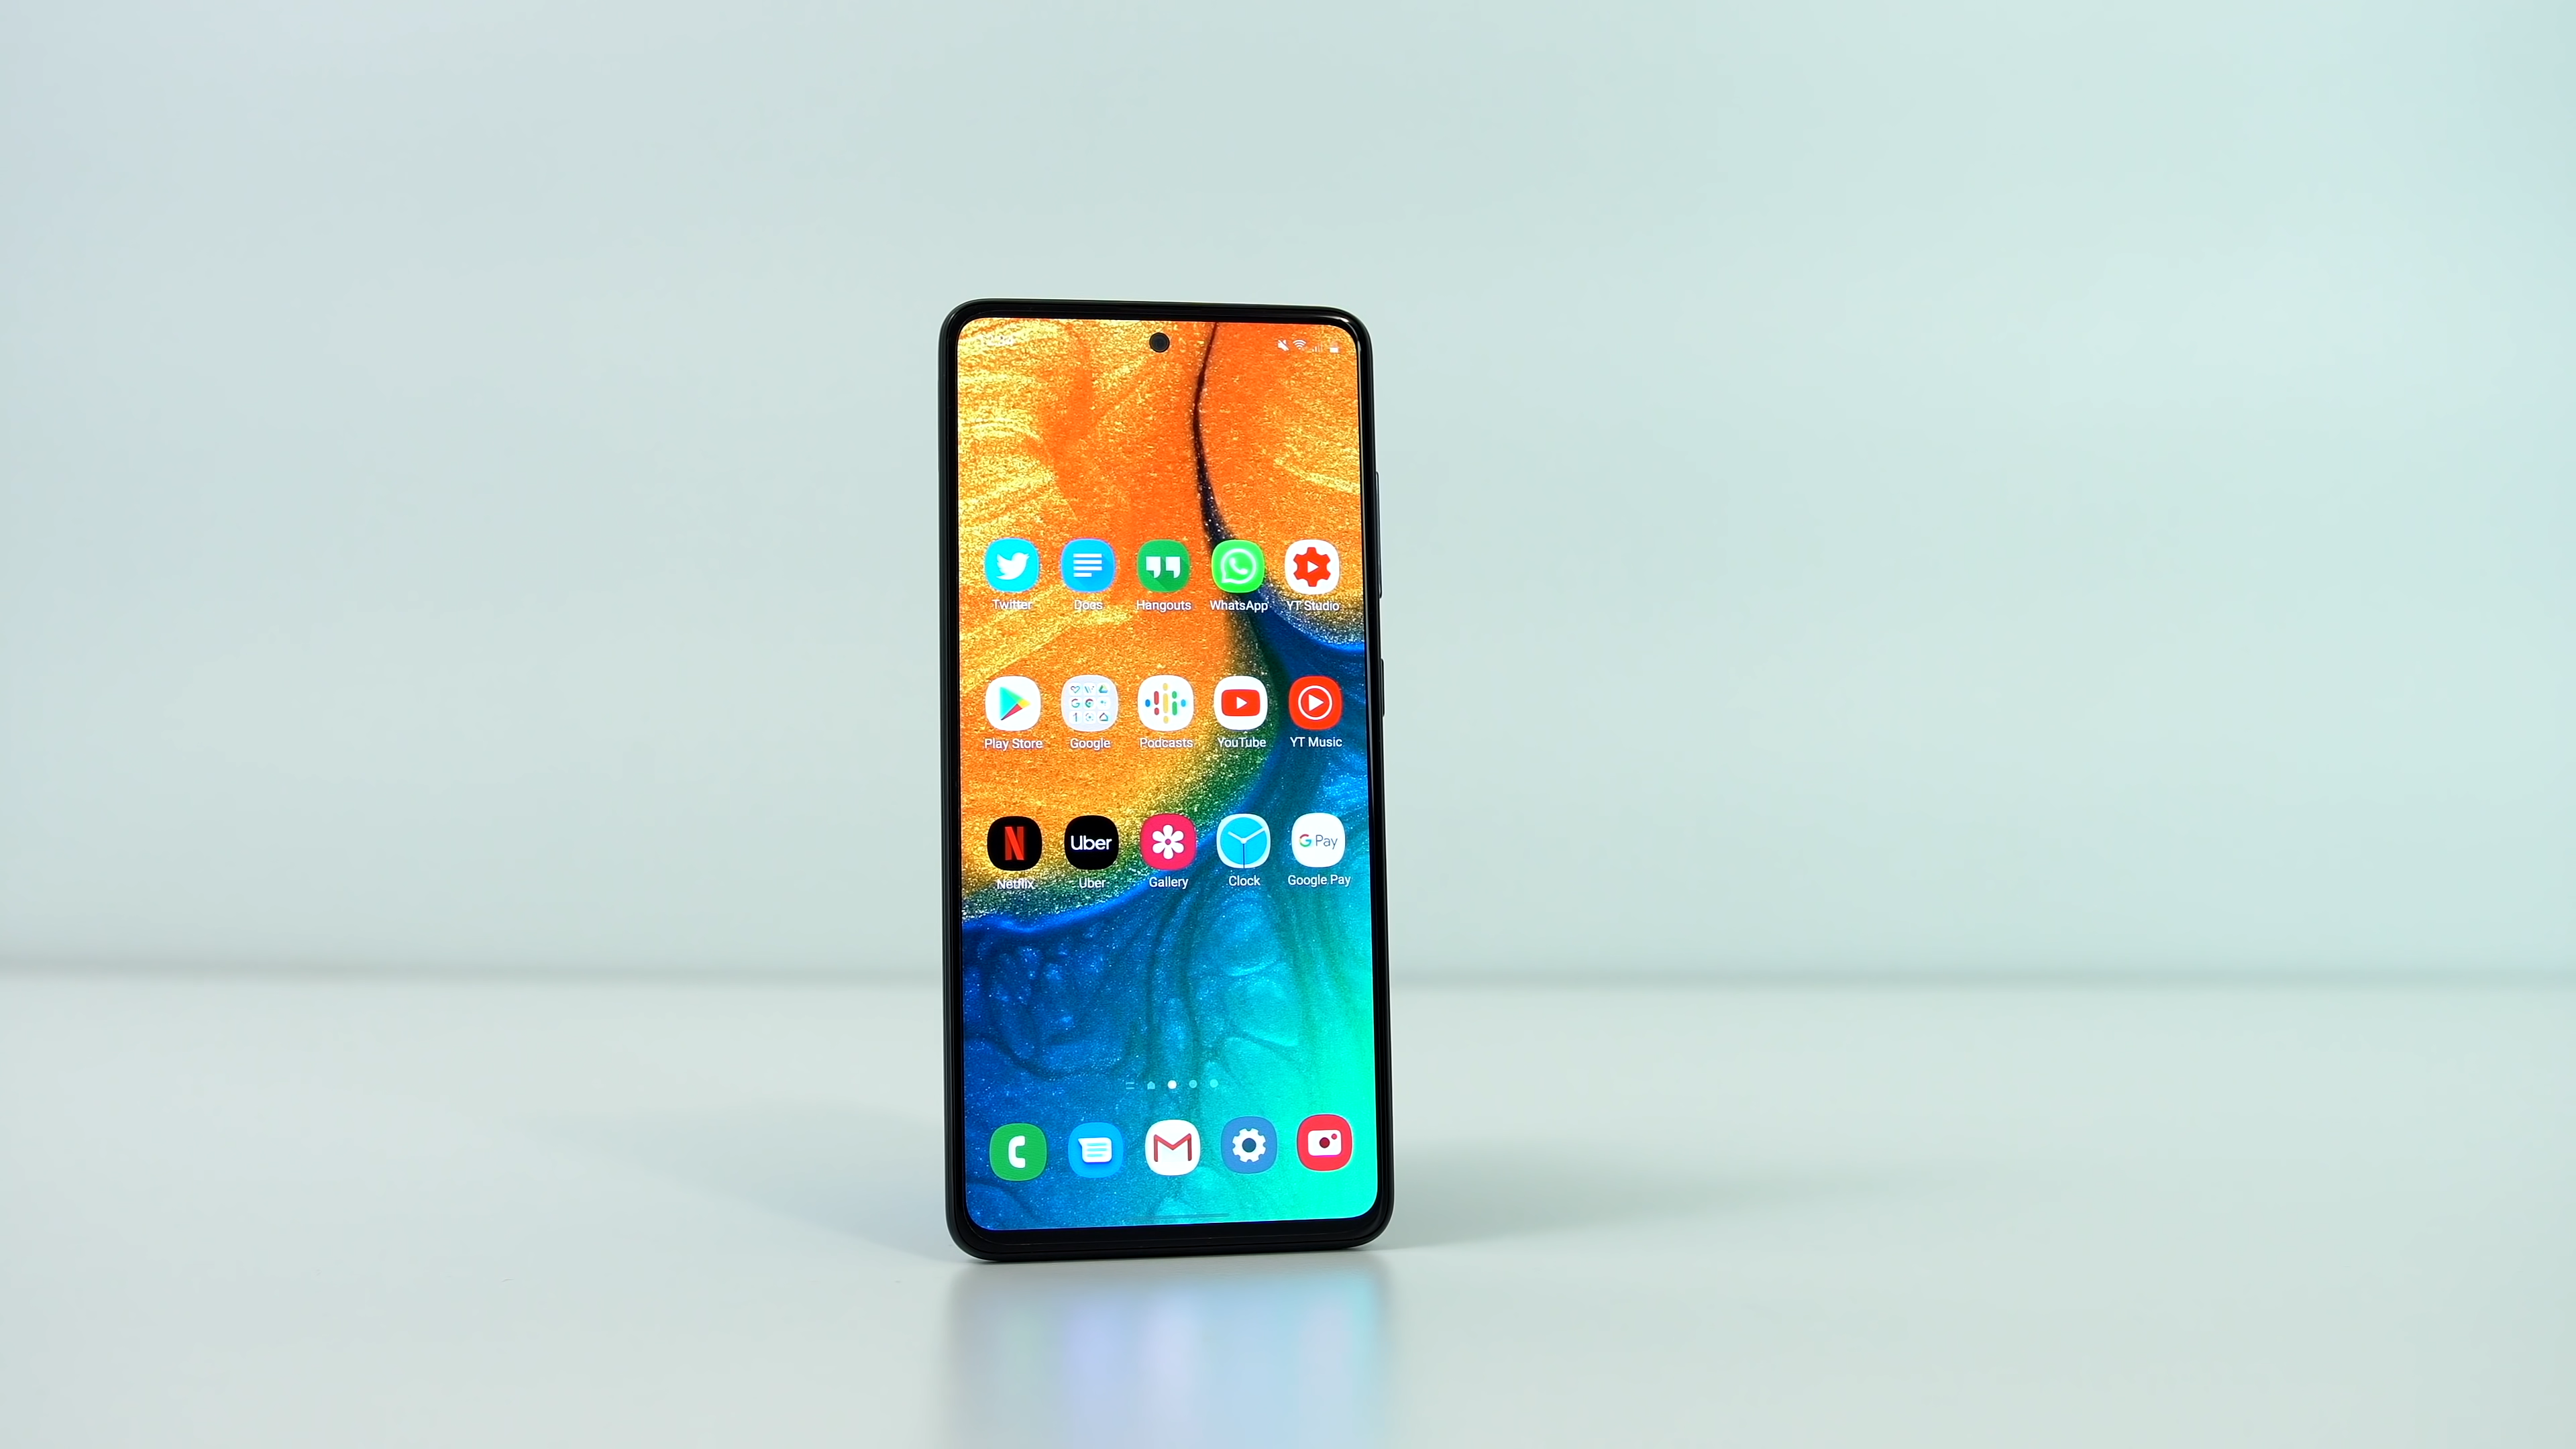 Twitter Docs Hangouts WhatsApp YT Studio
Play Store Google Podcasts YouTube YT Music
Uber
G Pay
Netflix Uber Gallery Clock Google Pay